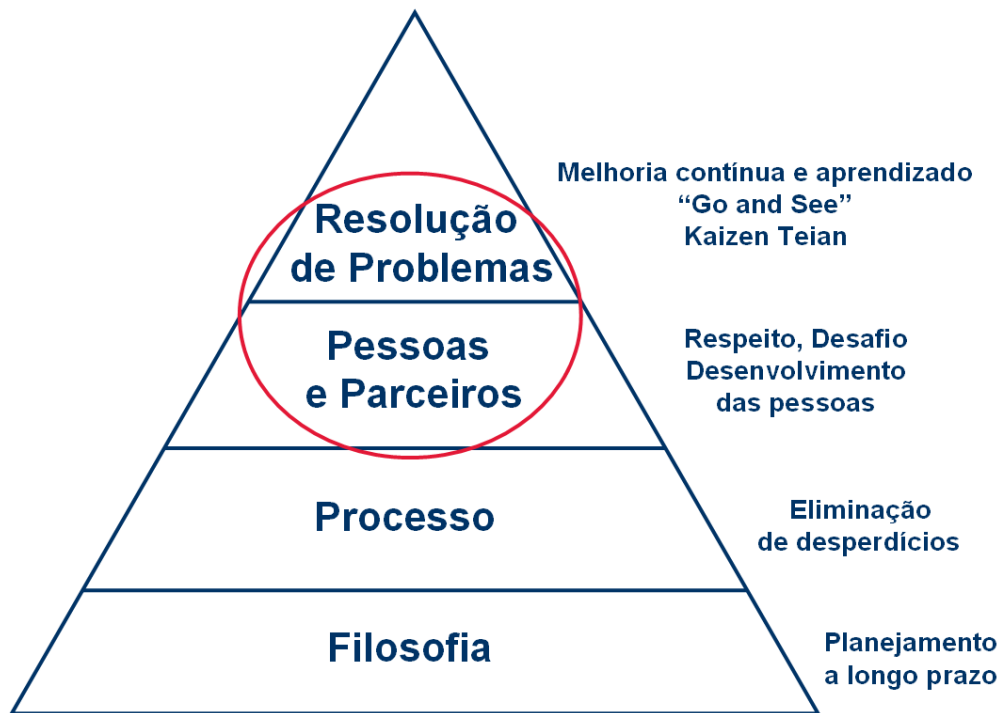 Resolução
de Problemas
Melhoria contínua e aprendizado
“Go and See”
Kaizen Teian
Pessoas
e Parceiros
Respeito, Desafio
Desenvolvimento
das pessoas
Processo
Eliminação
de desperdícios
Filosofia
Planejamento
a longo prazo